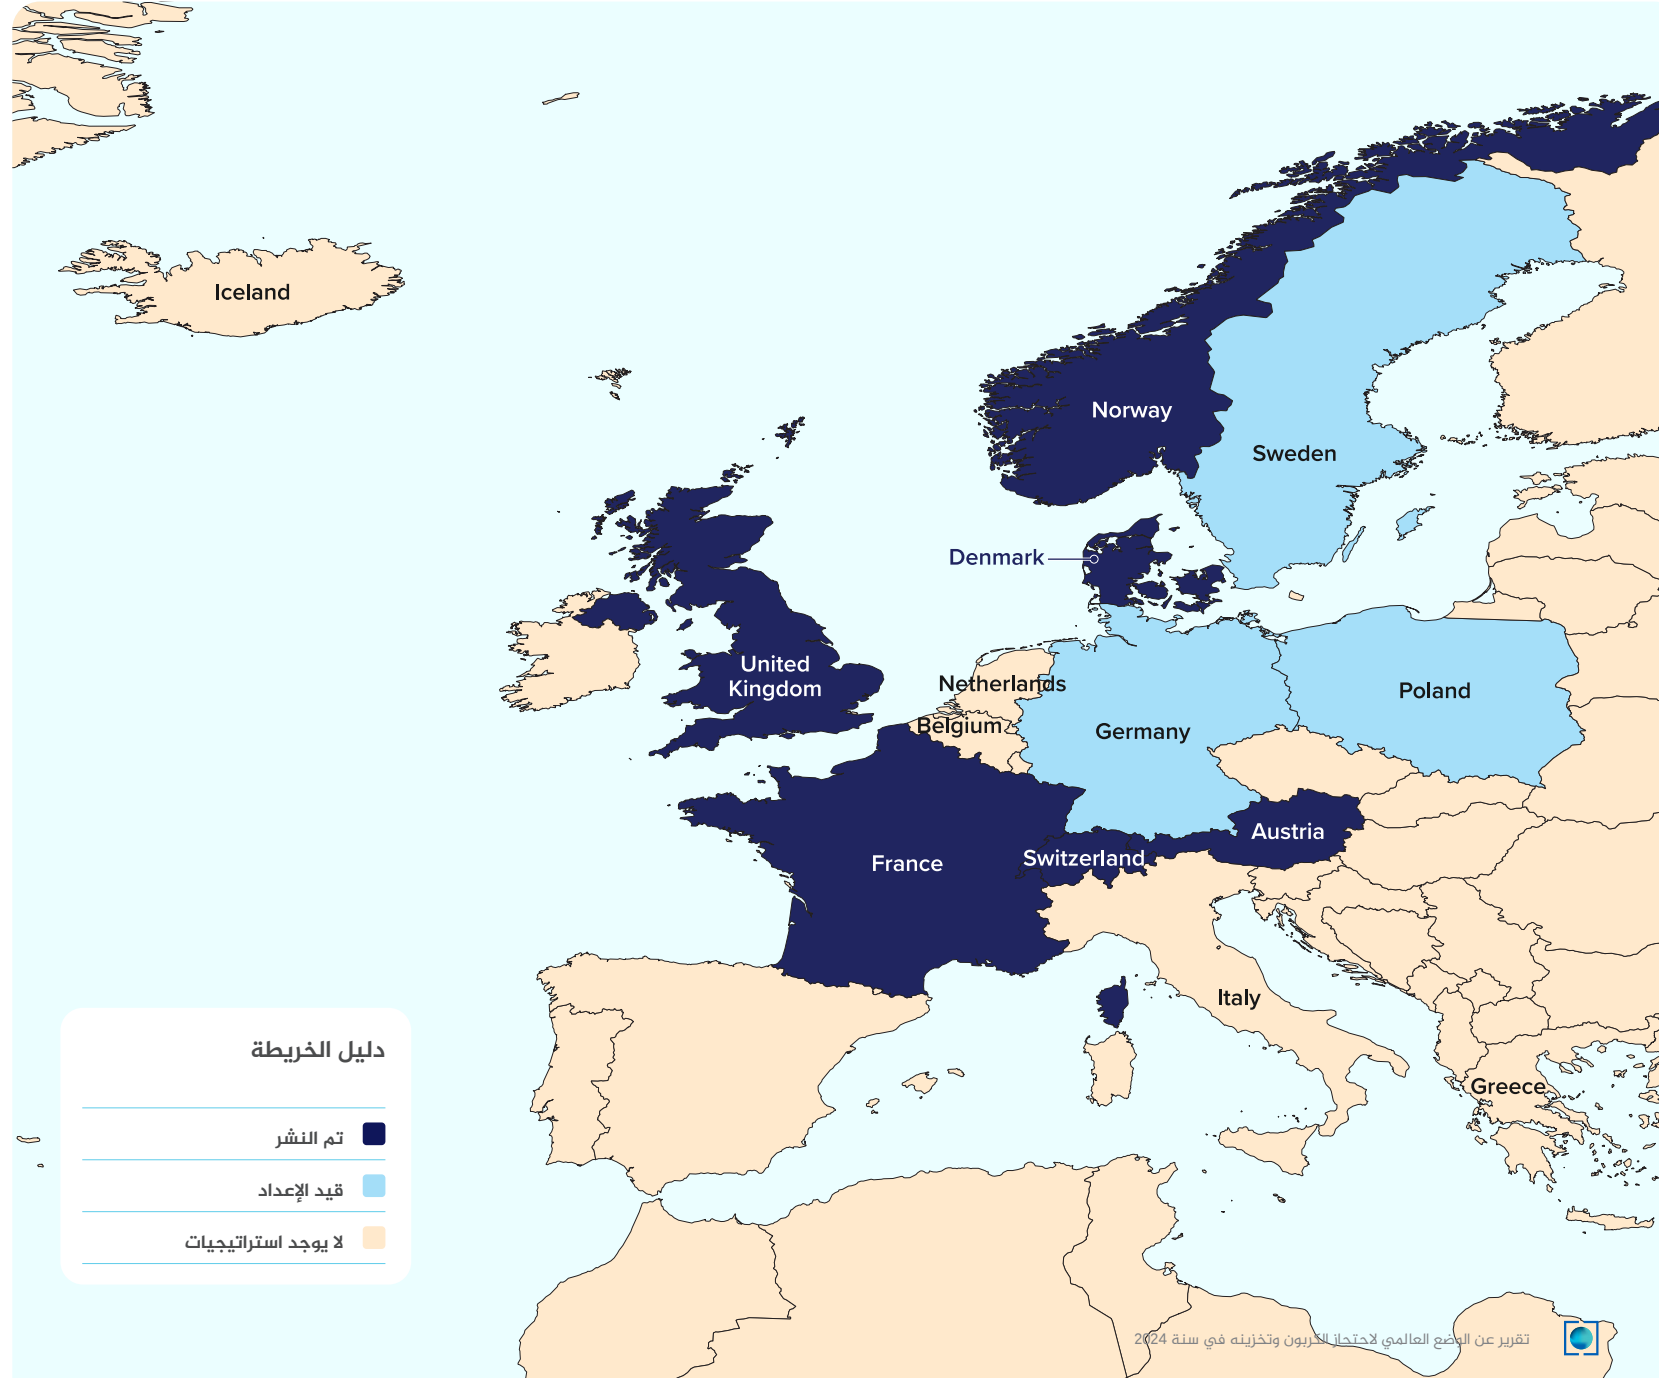 Iceland
Norway
Sweden
Denmark
United
Kingdom
Netherlands
Poland
Belgium
Germany
Austria
Switzerland
France
Italy
Greece
دليل الخريطة
تم النشر
قيد الإعداد
لا يوجد استراتيجيات
تقرير عن الوضع العالمي لاحتجاز الكربون وتخزينه في سنة 2024